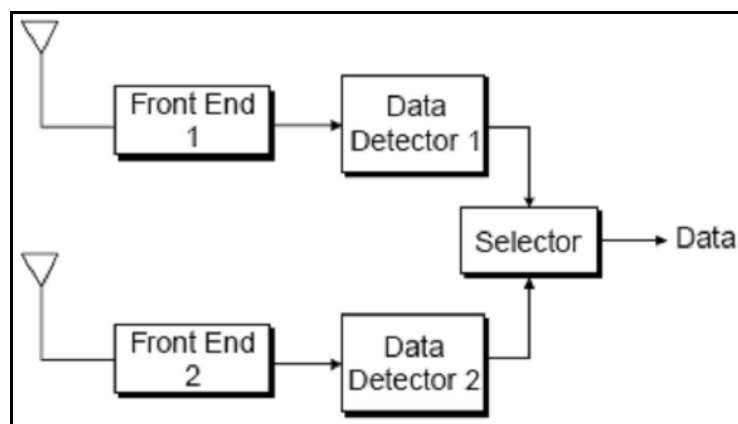 Front End
1
Data
Detector 1
Selector
Data
Front End
2
Data
Detector 2